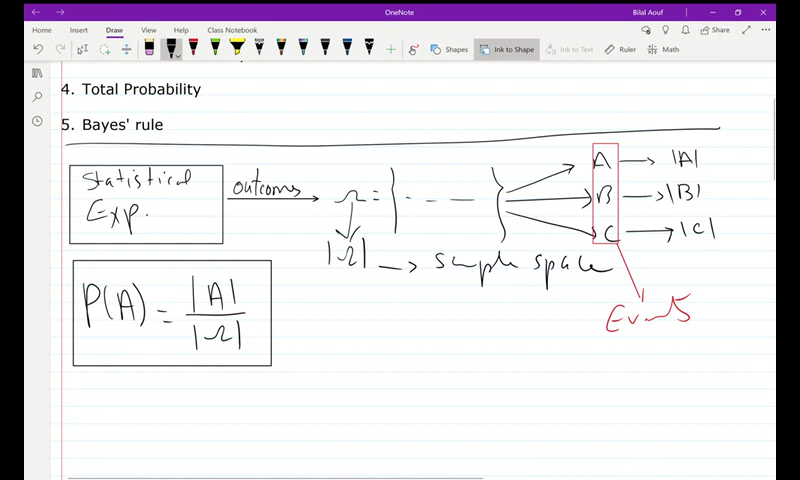 OneNote
Bilal Aouf
Home Insert Draw View Help Class Notebook
Share
Shapes Ink to Shape Ink to Text Ruler Math
4. Total Probability
5. Bayes' rule
Statistical
Exp.
outcomes
Ω = { . _ __ }
A → |A|
B → |B|
C → |C|
|Ω| → sample space
Events
P(A) = |A| / |Ω|